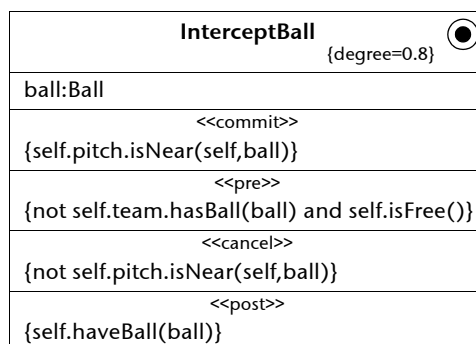 InterceptBall
{degree=0.8}
ball:Ball
<<commit>>
{self.pitch.isNear(self,ball)}
<<pre>>
{not self.team.hasBall(ball) and self.isFree()}
<<cancel>>
{not self.pitch.isNear(self,ball)}
<<post>>
{self.haveBall(ball)}